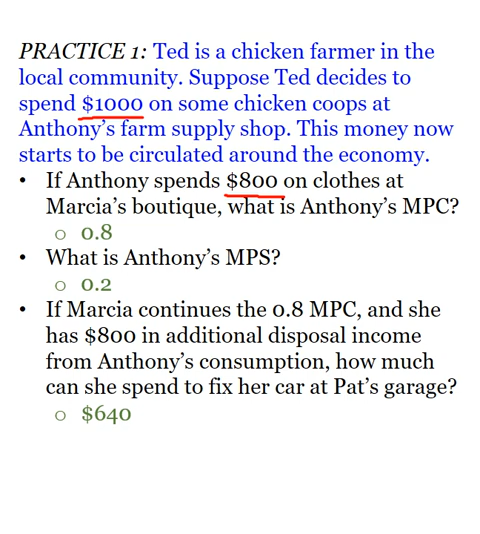 PRACTICE 1: Ted is a chicken farmer in the
local community. Suppose Ted decides to
spend $1000 on some chicken coops at
Anthony's farm supply shop. This money now
starts to be circulated around the economy.
• If Anthony spends $800 on clothes at
Marcia's boutique, what is Anthony's MPC?
o 0.8
• What is Anthony's MPS?
o 0.2
• If Marcia continues the 0.8 MPC, and she
has $800 in additional disposal income
from Anthony's consumption, how much
can she spend to fix her car at Pat's garage?
o $640